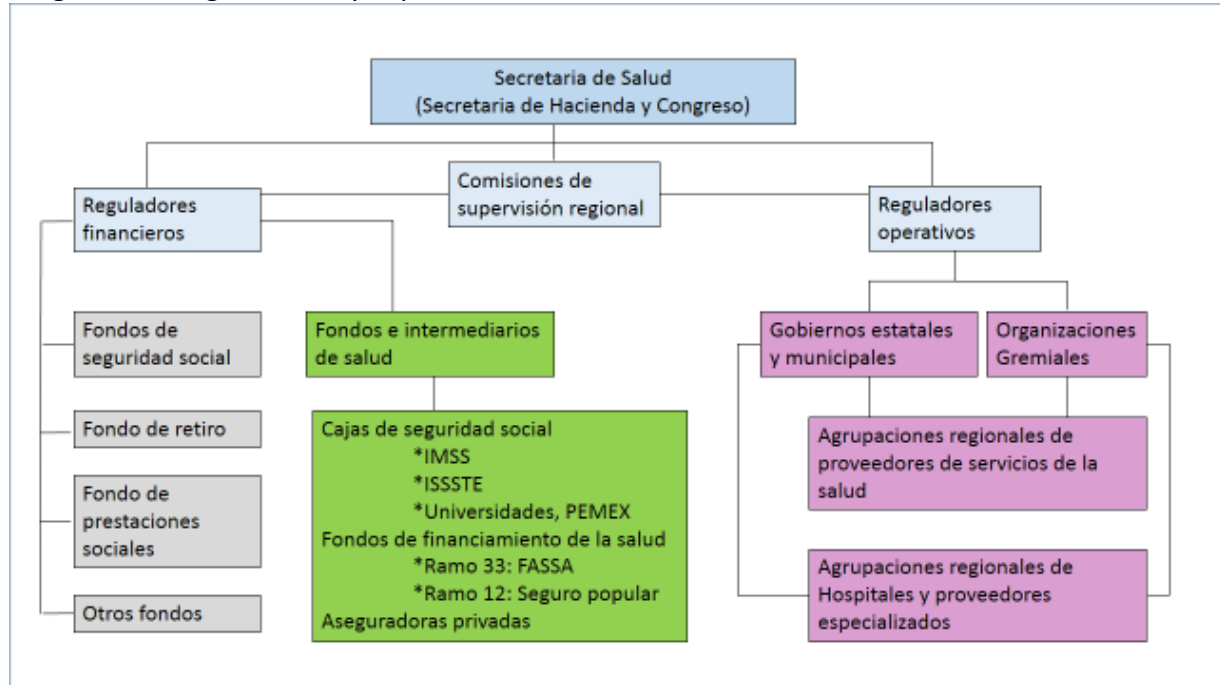 Secretaria de Salud
(Secretaria de Hacienda y Congreso)
Comisiones de
supervisión regional
Reguladores
financieros
Reguladores
operativos
Fondos de
seguridad social
Fondo de retiro
Fondo de
prestaciones
sociales
Otros fondos
Fondos e intermediarios
de salud
Cajas de seguridad social
*IMSS
*ISSSTE
*Universidades, PEMEX
Fondos de financiamiento de la salud
*Ramo 33: FASSA
*Ramo 12: Seguro popular
Aseguradoras privadas
Gobiernos estatales
y municipales
Organizaciones
Gremiales
Agrupaciones regionales de
proveedores de servicios de la
salud
Agrupaciones regionales de
Hospitales y proveedores
especializados